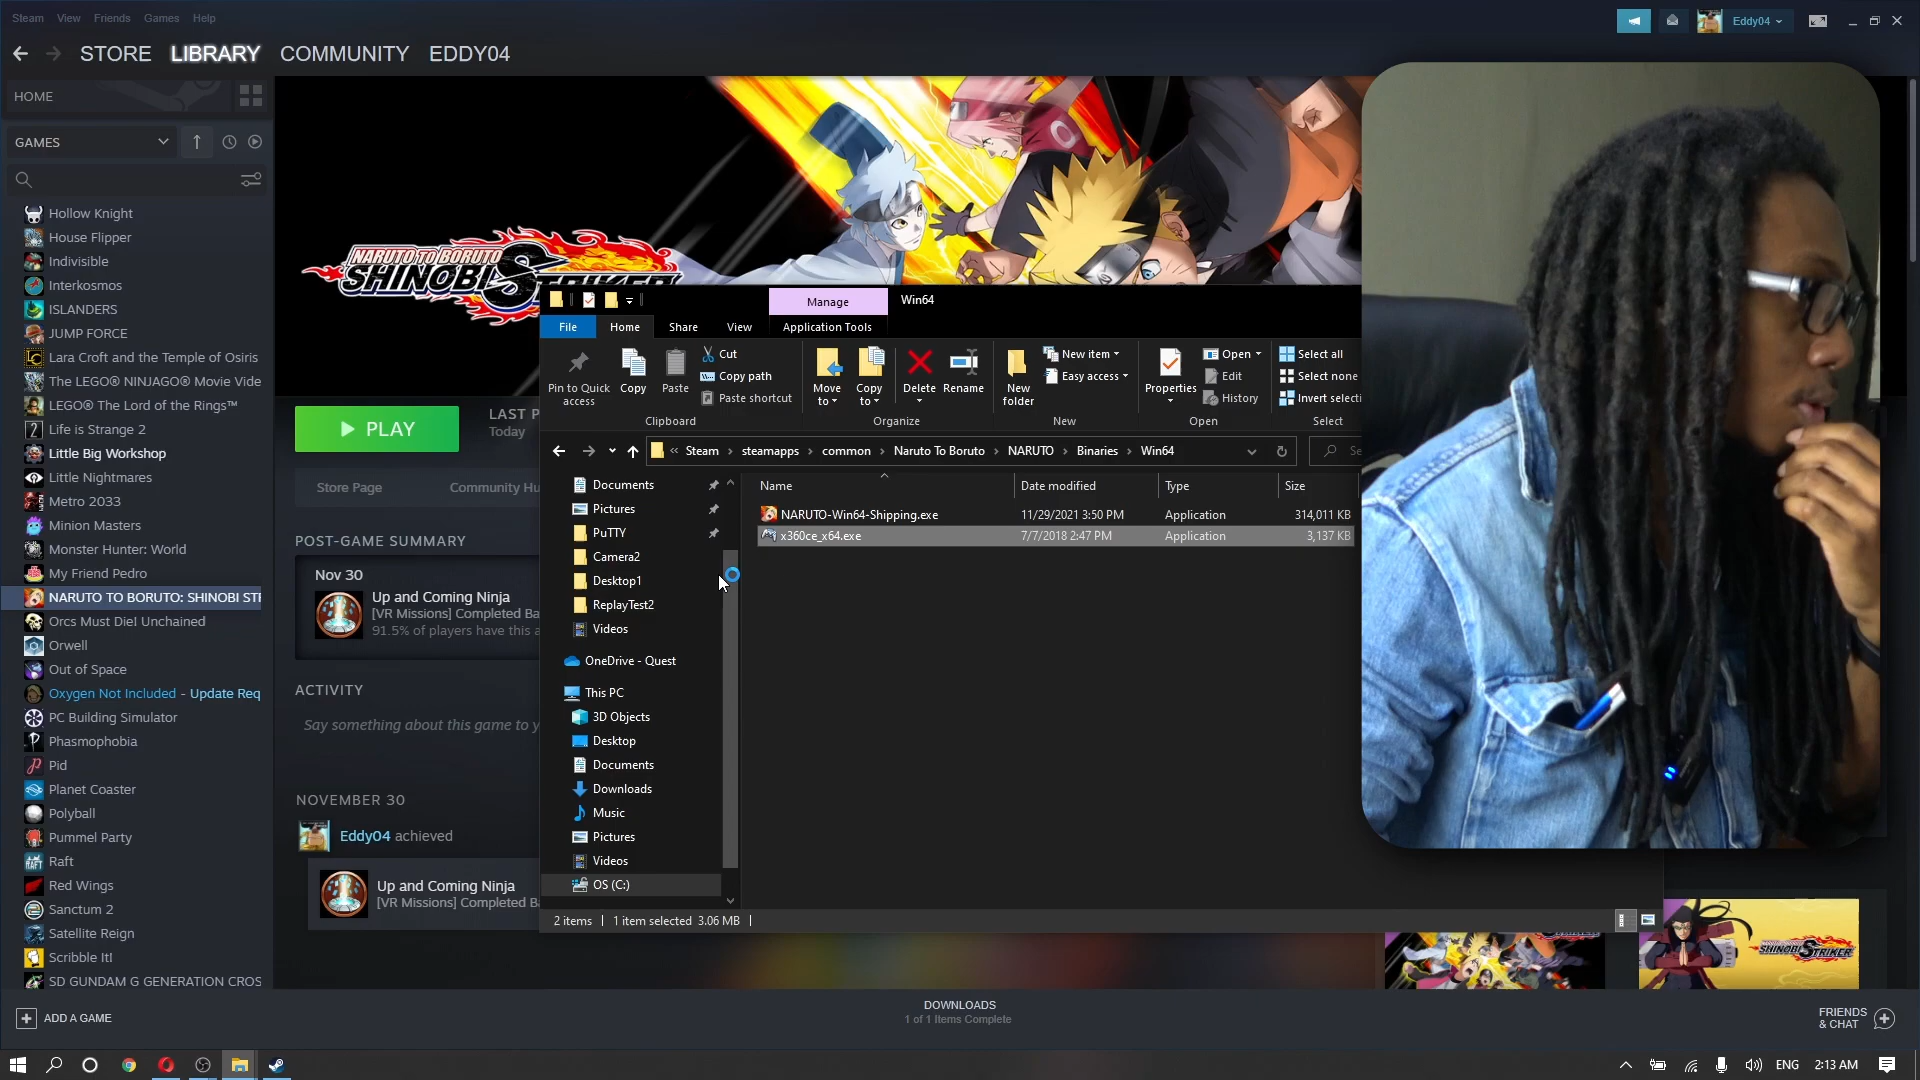 Steam View Friends Games Help
Eddy04
STORE LIBRARY COMMUNITY EDDY04
HOME
GAMES
Hollow Knight
House Flipper
Indivisible
Interkosmos
ISLANDERS
JUMP FORCE
Lara Croft and the Temple of Osiris
The LEGO® NINJAGO® Movie Vide
LEGO® The Lord of the Rings™
Life is Strange 2
Little Big Workshop
Little Nightmares
Metro 2033
Minion Masters
Monster Hunter: World
My Friend Pedro
NARUTO TO BORUTO: SHINOBI STR
Orcs Must Die! Unchained
Orwell
Out of Space
Oxygen Not Included - Update Req
PC Building Simulator
Phasmophobia
Pid
Planet Coaster
Polyball
Pummel Party
Raft
Red Wings
Sanctum 2
Satellite Reign
Scribble It!
SD GUNDAM G GENERATION CROS
ADD A GAME
NARUTO TO BORUTO
SHINOBI STRIKER
PLAY
LAST P
Today
Store Page Community Hu
POST-GAME SUMMARY
Nov 30
Up and Coming Ninja
[VR Missions] Completed Ba
91.5% of players have this a
ACTIVITY
Say something about this game to y
NOVEMBER 30
Eddy04 achieved
Up and Coming Ninja
[VR Missions] Completed Ba
Manage Win64
File Home Share View Application Tools
Pin to Quick access
Copy
Paste
Cut
Copy path
Paste shortcut
Move to
Copy to
Delete
Rename
New folder
New item
Easy access
Properties
Open
Edit
History
Select all
Select none
Invert selecti
Clipboard Organize New Open Select
« Steam › steamapps › common › Naruto To Boruto › NARUTO › Binaries › Win64
Se
Documents
Pictures
PuTTY
Camera2
Desktop1
ReplayTest2
Videos
OneDrive - Quest
This PC
3D Objects
Desktop
Documents
Downloads
Music
Pictures
Videos
OS (C:)
Name Date modified Type Size
NARUTO-Win64-Shipping.exe 11/29/2021 3:50 PM Application 314,011 KB
x360ce_x64.exe 7/7/2018 2:47 PM Application 3,137 KB
2 items 1 item selected 3.06 MB
SHINOBI STRIKER
DOWNLOADS
1 of 1 Items Complete
FRIENDS
& CHAT
ENG 2:13 AM